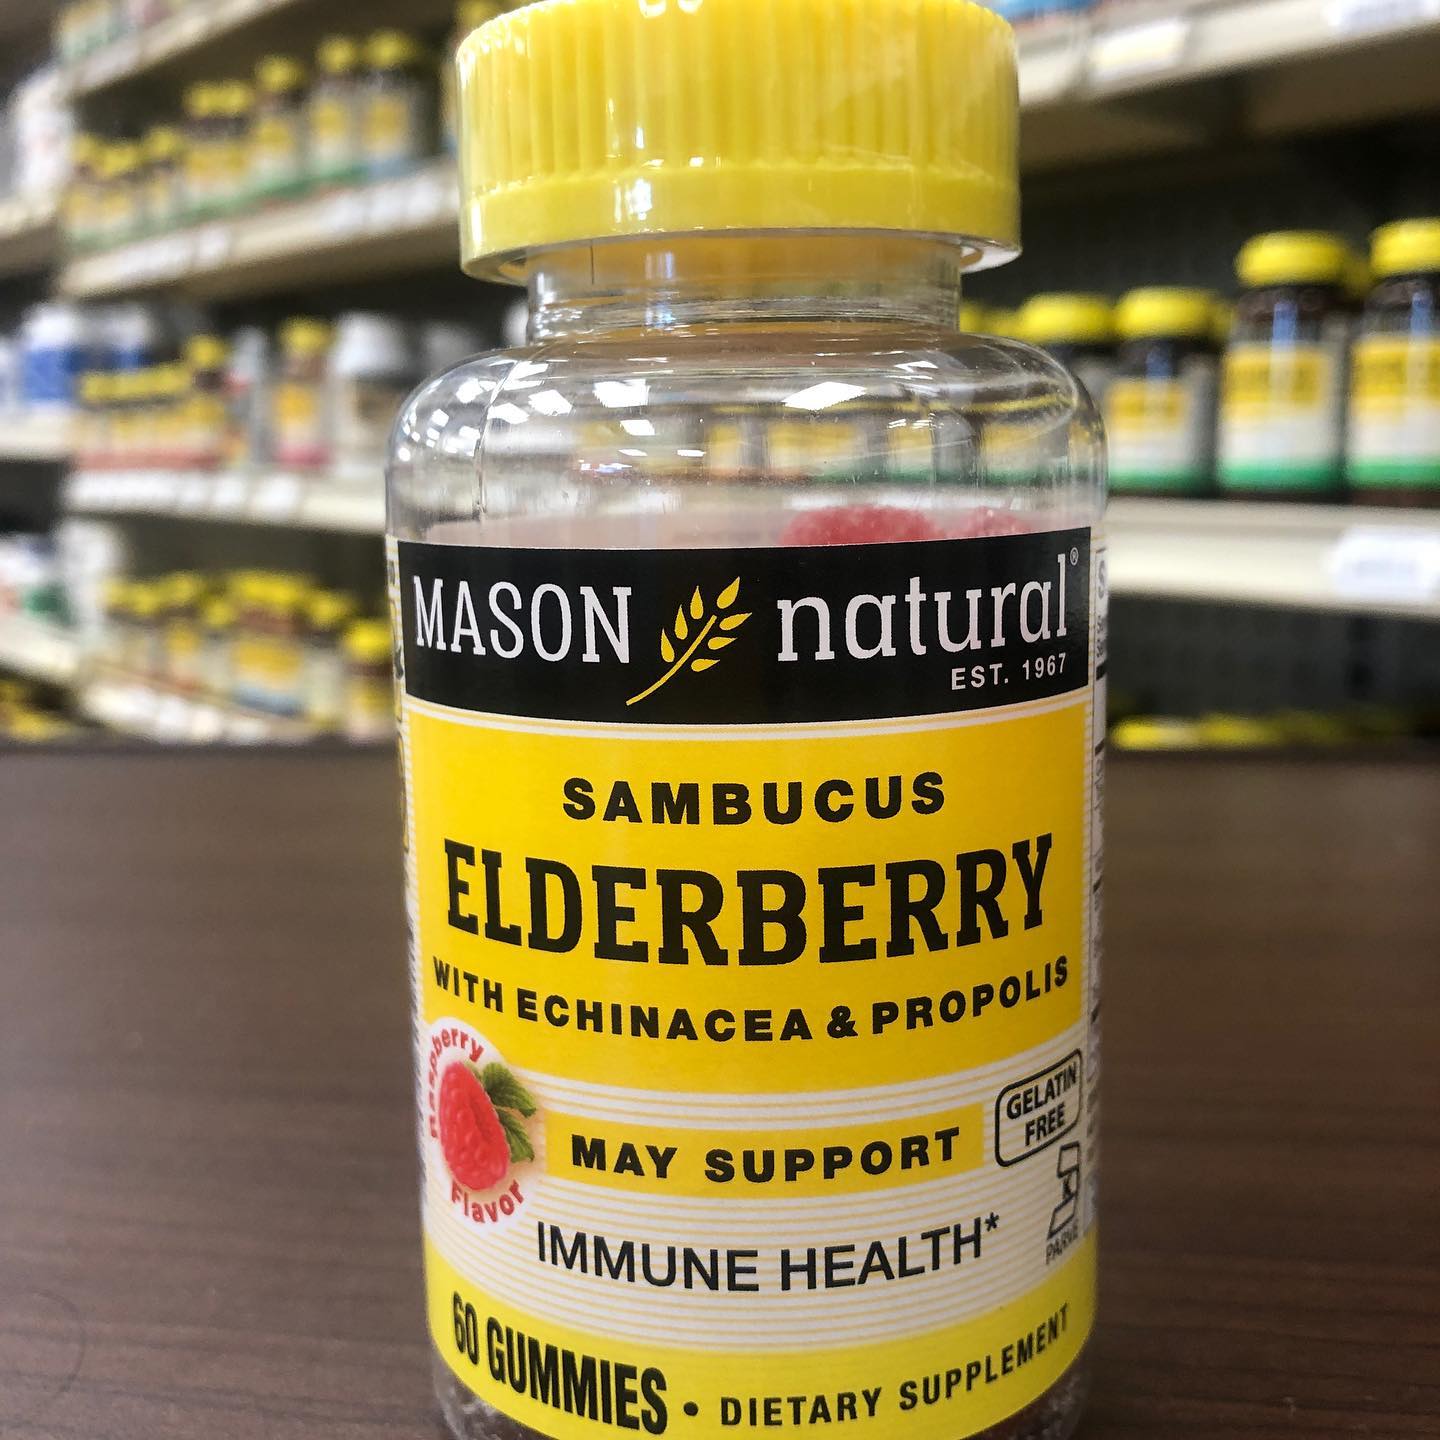 MASON natural®
EST. 1967
SAMBUCUS
ELDERBERRY
WITH ECHINACEA & PROPOLIS
Raspberry
Flavor
GELATIN
FREE
MAY SUPPORT
IMMUNE HEALTH*
K
PARVE
60 GUMMIES • DIETARY SUPPLEMENT